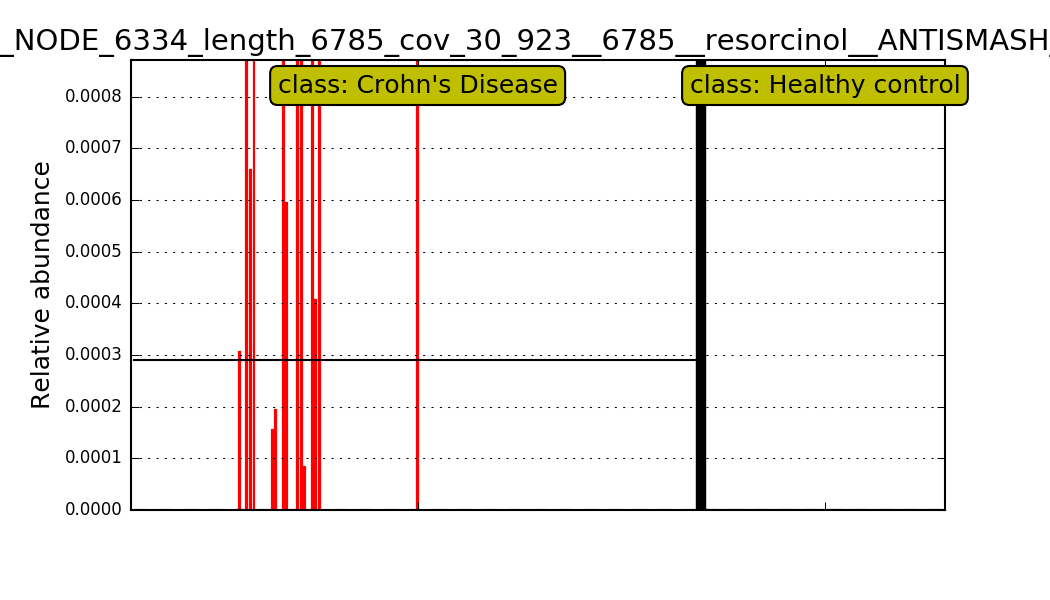 _NODE_6334_length_6785_cov_30_923__6785__resorcinol__ANTISMASH_
class: Crohn's Disease
class: Healthy control
Relative abundance
0.0008
0.0007
0.0006
0.0005
0.0004
0.0003
0.0002
0.0001
0.0000